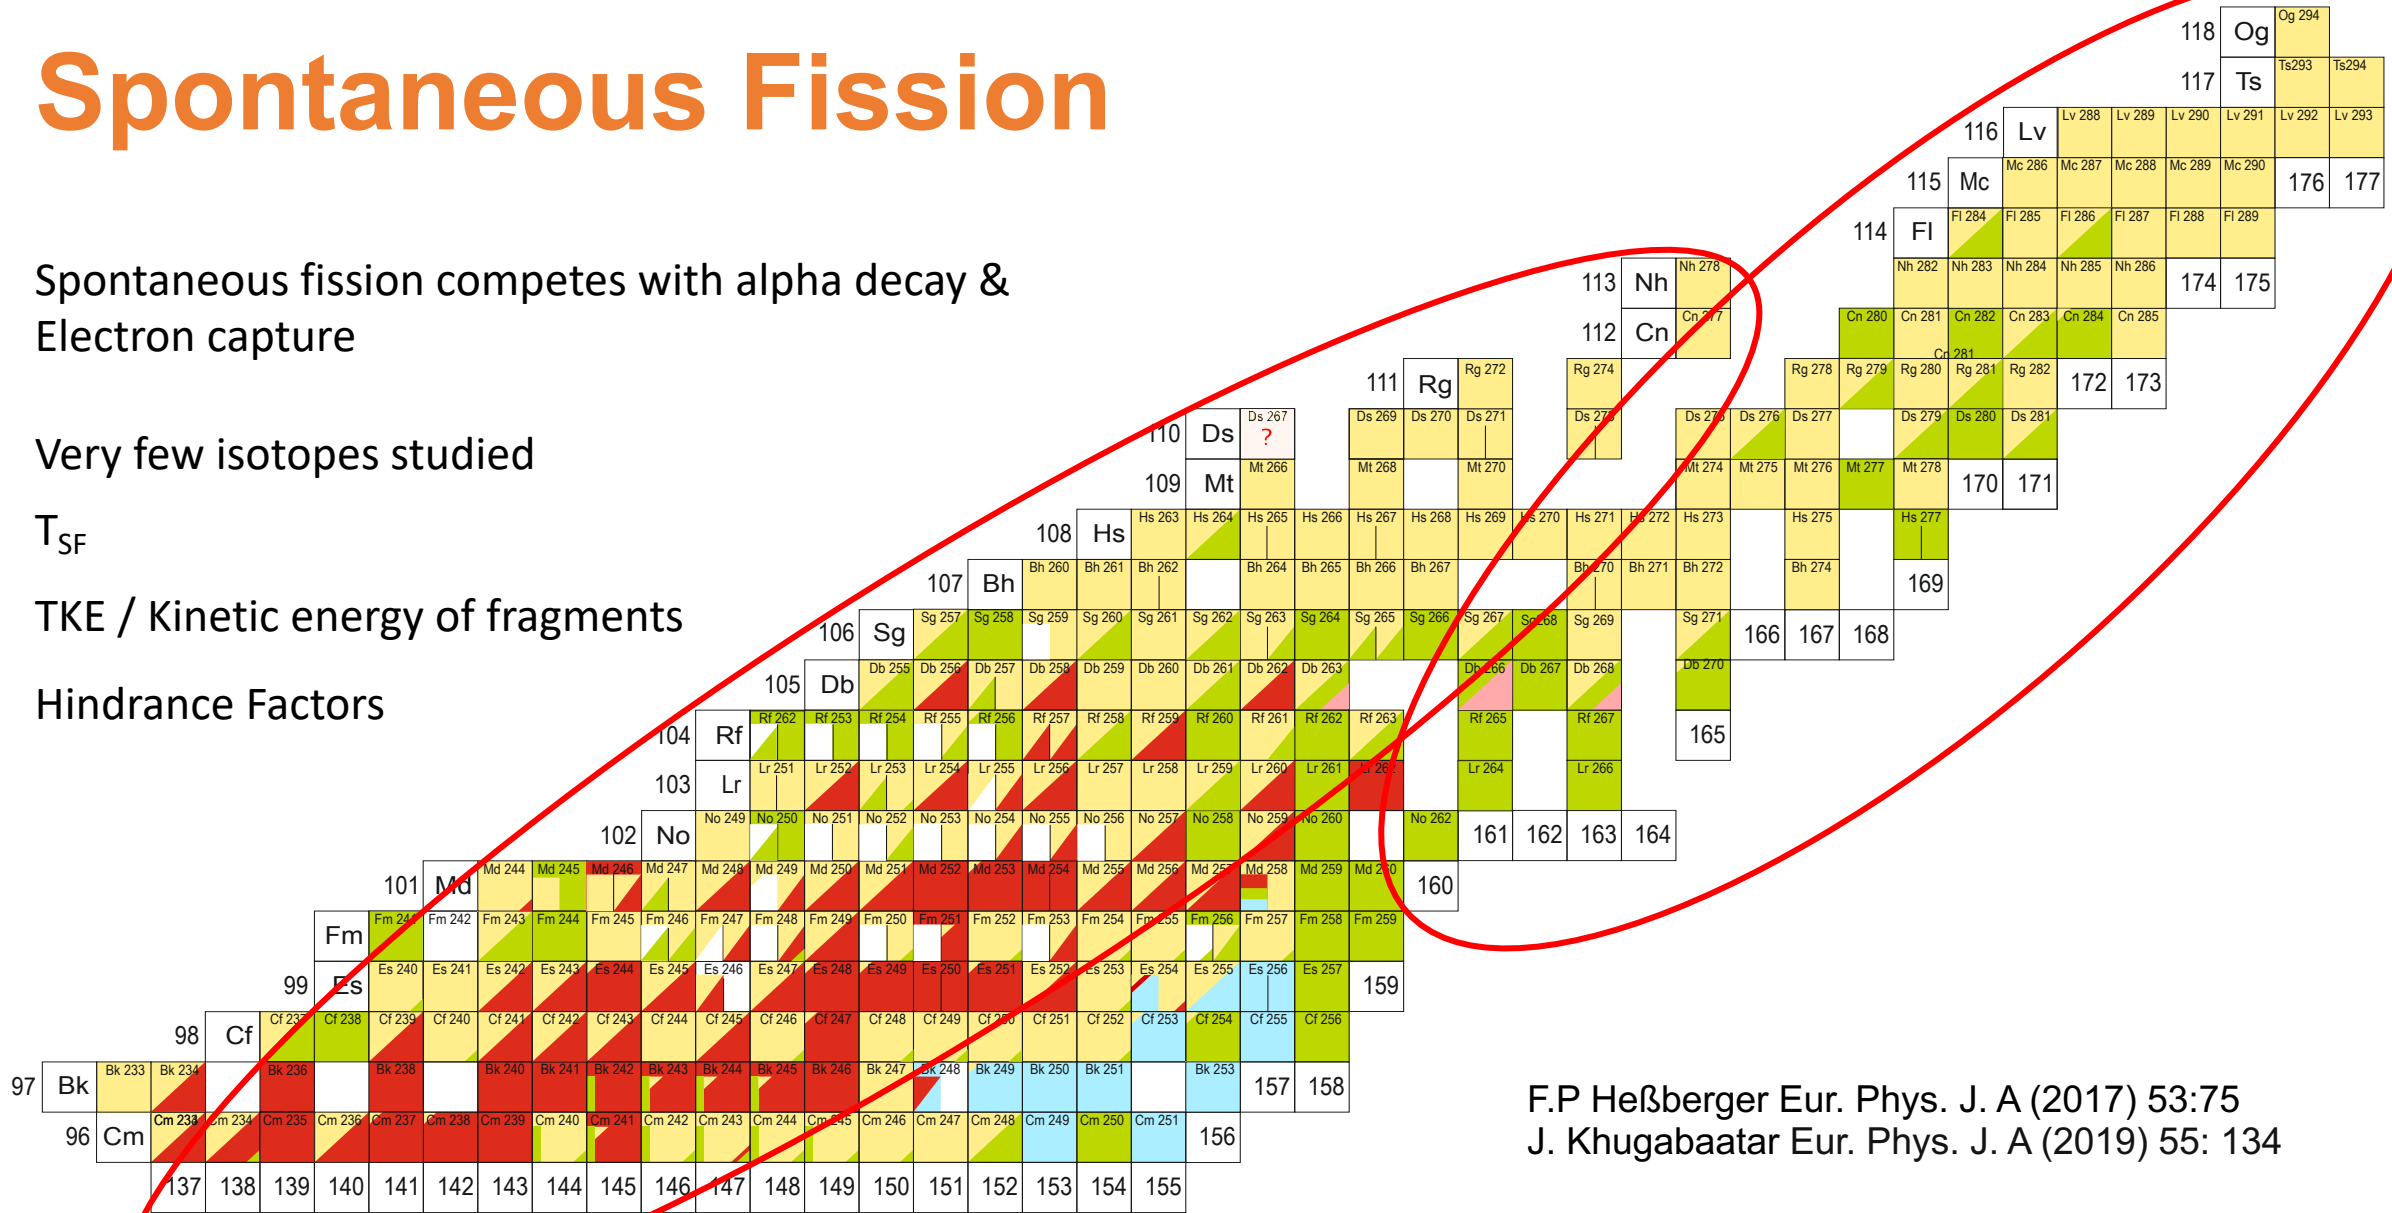 Spontaneous Fission
Spontaneous fission competes with alpha decay &
Electron capture
Very few isotopes studied
T_SF
TKE / Kinetic energy of fragments
Hindrance Factors
118 Og Og 294
117 Ts Ts293 Ts294
116 Lv Lv 288 Lv 289 Lv 290 Lv 291 Lv 292 Lv 293
115 Mc Mc 286 Mc 287 Mc 288 Mc 289 Mc 290 176 177
114 Fl Fl 284 Fl 285 Fl 286 Fl 287 Fl 288 Fl 289
113 Nh Nh 278 Nh 282 Nh 283 Nh 284 Nh 285 Nh 286 174 175
112 Cn Cn 277 Cn 280 Cn 281 Cn 282 Cn 283 Cn 284 Cn 285
Cn 281
111 Rg Rg 272 Rg 274 Rg 278 Rg 279 Rg 280 Rg 281 Rg 282 172 173
110 Ds Ds 267 ? Ds 269 Ds 270 Ds 271 Ds 273 Ds 275 Ds 276 Ds 277 Ds 279 Ds 280 Ds 281
109 Mt Mt 266 Mt 268 Mt 270 Mt 274 Mt 275 Mt 276 Mt 277 Mt 278 170 171
108 Hs Hs 263 Hs 264 Hs 265 Hs 266 Hs 267 Hs 268 Hs 269 Hs 270 Hs 271 Hs 272 Hs 273 Hs 275 Hs 277
107 Bh Bh 260 Bh 261 Bh 262 Bh 264 Bh 265 Bh 266 Bh 267 Bh 270 Bh 271 Bh 272 Bh 274 169
106 Sg Sg 257 Sg 258 Sg 259 Sg 260 Sg 261 Sg 262 Sg 263 Sg 264 Sg 265 Sg 266 Sg 267 Sg 268 Sg 269 Sg 271 166 167 168
105 Db Db 255 Db 256 Db 257 Db 258 Db 259 Db 260 Db 261 Db 262 Db 263 Db 266 Db 267 Db 268 Db 270
104 Rf Rf 262 Rf 253 Rf 254 Rf 255 Rf 256 Rf 257 Rf 258 Rf 259 Rf 260 Rf 261 Rf 262 Rf 263 Rf 265 Rf 267 165
103 Lr Lr 251 Lr 252 Lr 253 Lr 254 Lr 255 Lr 256 Lr 257 Lr 258 Lr 259 Lr 260 Lr 261 Lr 262 Lr 264 Lr 266
102 No No 249 No 250 No 251 No 252 No 253 No 254 No 255 No 256 No 257 No 258 No 259 No 260 No 262 161 162 163 164
101 Md Md 244 Md 245 Md 246 Md 247 Md 248 Md 249 Md 250 Md 251 Md 252 Md 253 Md 254 Md 255 Md 256 Md 257 Md 258 Md 259 Md 260 160
Fm Fm 241 Fm 242 Fm 243 Fm 244 Fm 245 Fm 246 Fm 247 Fm 248 Fm 249 Fm 250 Fm 251 Fm 252 Fm 253 Fm 254 Fm 255 Fm 256 Fm 257 Fm 258 Fm 259
99 Es Es 240 Es 241 Es 242 Es 243 Es 244 Es 245 Es 246 Es 247 Es 248 Es 249 Es 250 Es 251 Es 252 Es 253 Es 254 Es 255 Es 256 Es 257 159
98 Cf Cf 237 Cf 238 Cf 239 Cf 240 Cf 241 Cf 242 Cf 243 Cf 244 Cf 245 Cf 246 Cf 247 Cf 248 Cf 249 Cf 250 Cf 251 Cf 252 Cf 253 Cf 254 Cf 255 Cf 256
97 Bk Bk 233 Bk 234 Bk 236 Bk 238 Bk 240 Bk 241 Bk 242 Bk 243 Bk 244 Bk 245 Bk 246 Bk 247 Bk 248 Bk 249 Bk 250 Bk 251 Bk 253 157 158
96 Cm Cm 234 Cm 235 Cm 236 Cm 237 Cm 238 Cm 239 Cm 240 Cm 241 Cm 242 Cm 243 Cm 244 Cm 245 Cm 246 Cm 247 Cm 248 Cm 249 Cm 250 Cm 251 156
137 138 139 140 141 142 143 144 145 146 147 148 149 150 151 152 153 154 155
F.P Heßberger Eur. Phys. J. A (2017) 53:75
J. Khugabaatar Eur. Phys. J. A (2019) 55: 134